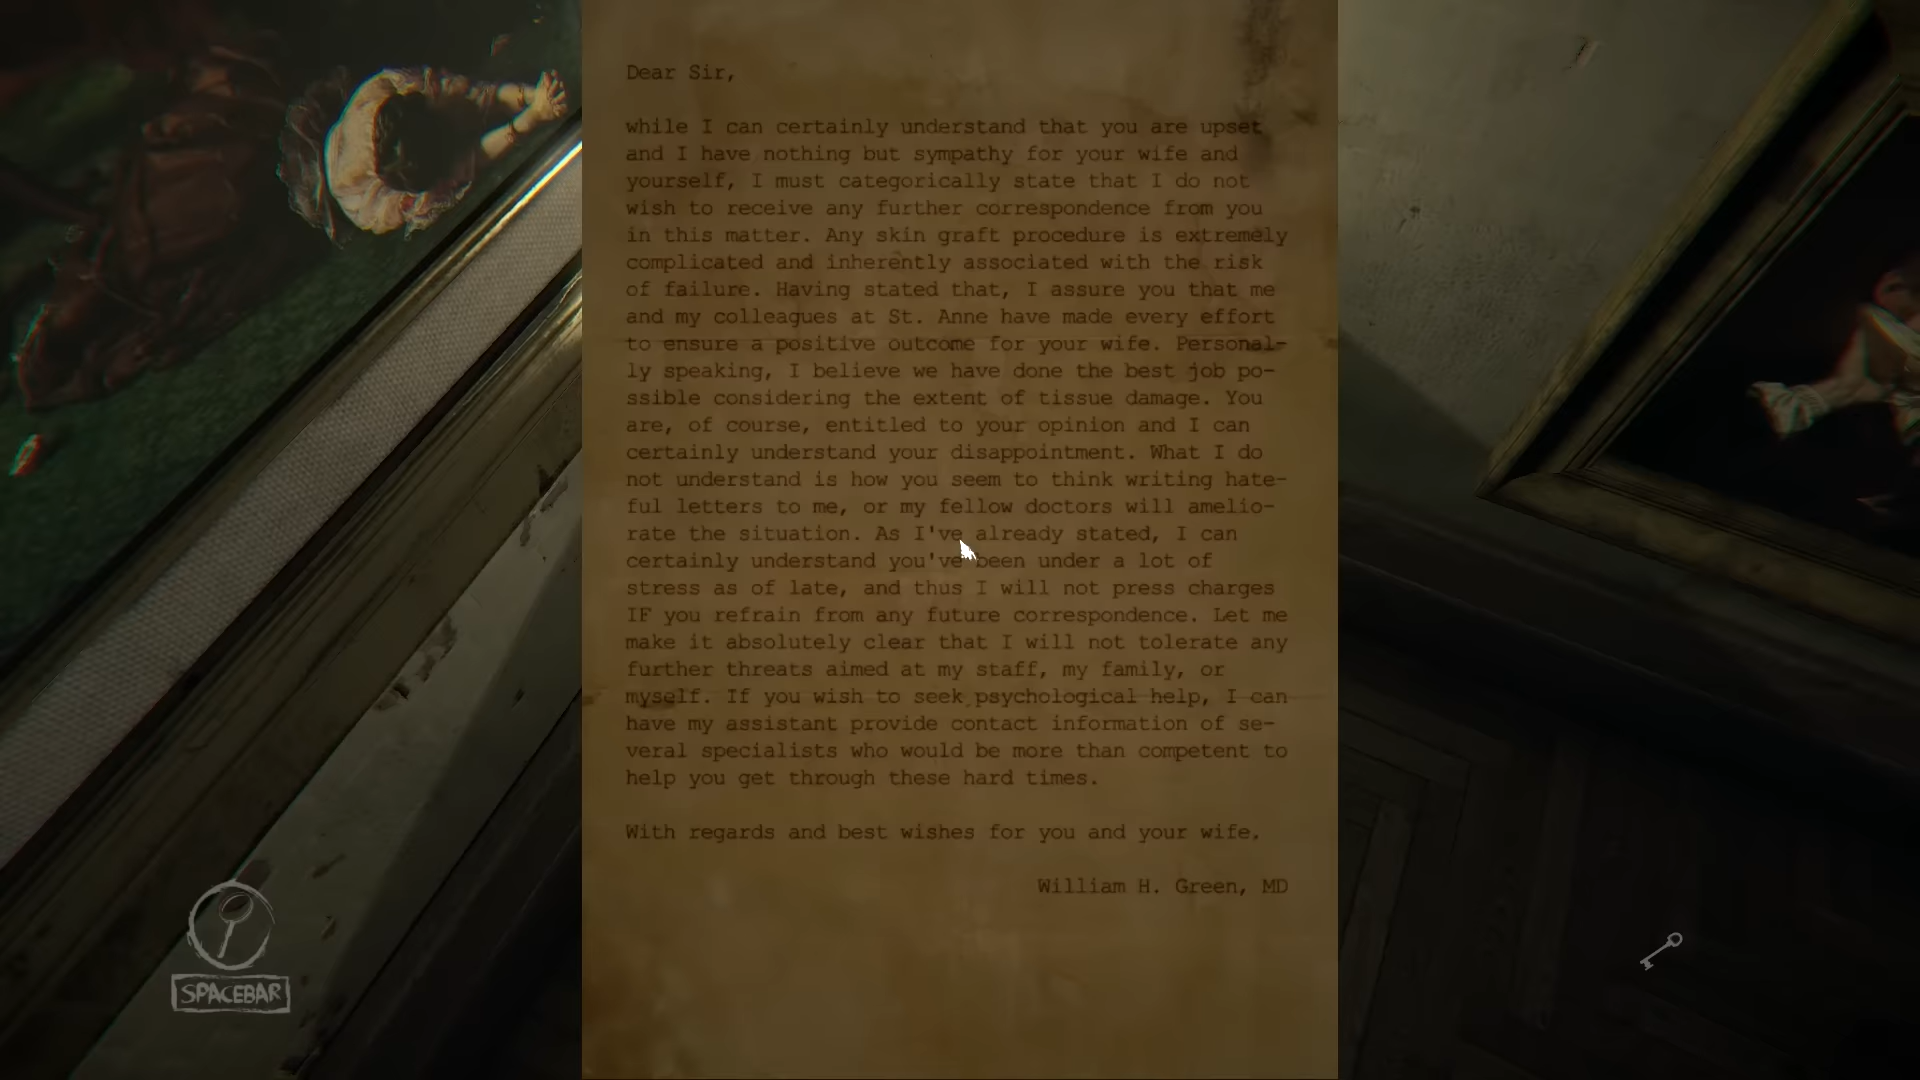 Dear Sir,
while I can certainly understand that you are upset
and I have nothing but sympathy for your wife and
yourself, I must categorically state that I do not
wish to receive any further correspondence from you
in this matter. Any skin graft procedure is extremely
complicated and inherently associated with the risk
of failure. Having stated that, I assure you that me
and my colleagues at St. Anne have made every effort
to ensure a positive outcome for your wife. Personal-
ly speaking, I believe we have done the best job po-
ssible considering the extent of tissue damage. You
are, of course, entitled to your opinion and I can
certainly understand your disappointment. What I do
not understand is how you seem to think writing hate-
ful letters to me, or my fellow doctors will amelio-
rate the situation. As I've already stated, I can
certainly understand you've been under a lot of
stress as of late, and thus I will not press charges
IF you refrain from any future correspondence. Let me
make it absolutely clear that I will not tolerate any
further threats aimed at my staff, my family, or
myself. If you wish to seek psychological help, I can
have my assistant provide contact information of se-
veral specialists who would be more than competent to
help you get through these hard times.
With regards and best wishes for you and your wife.
William H. Green, MD
SPACEBAR